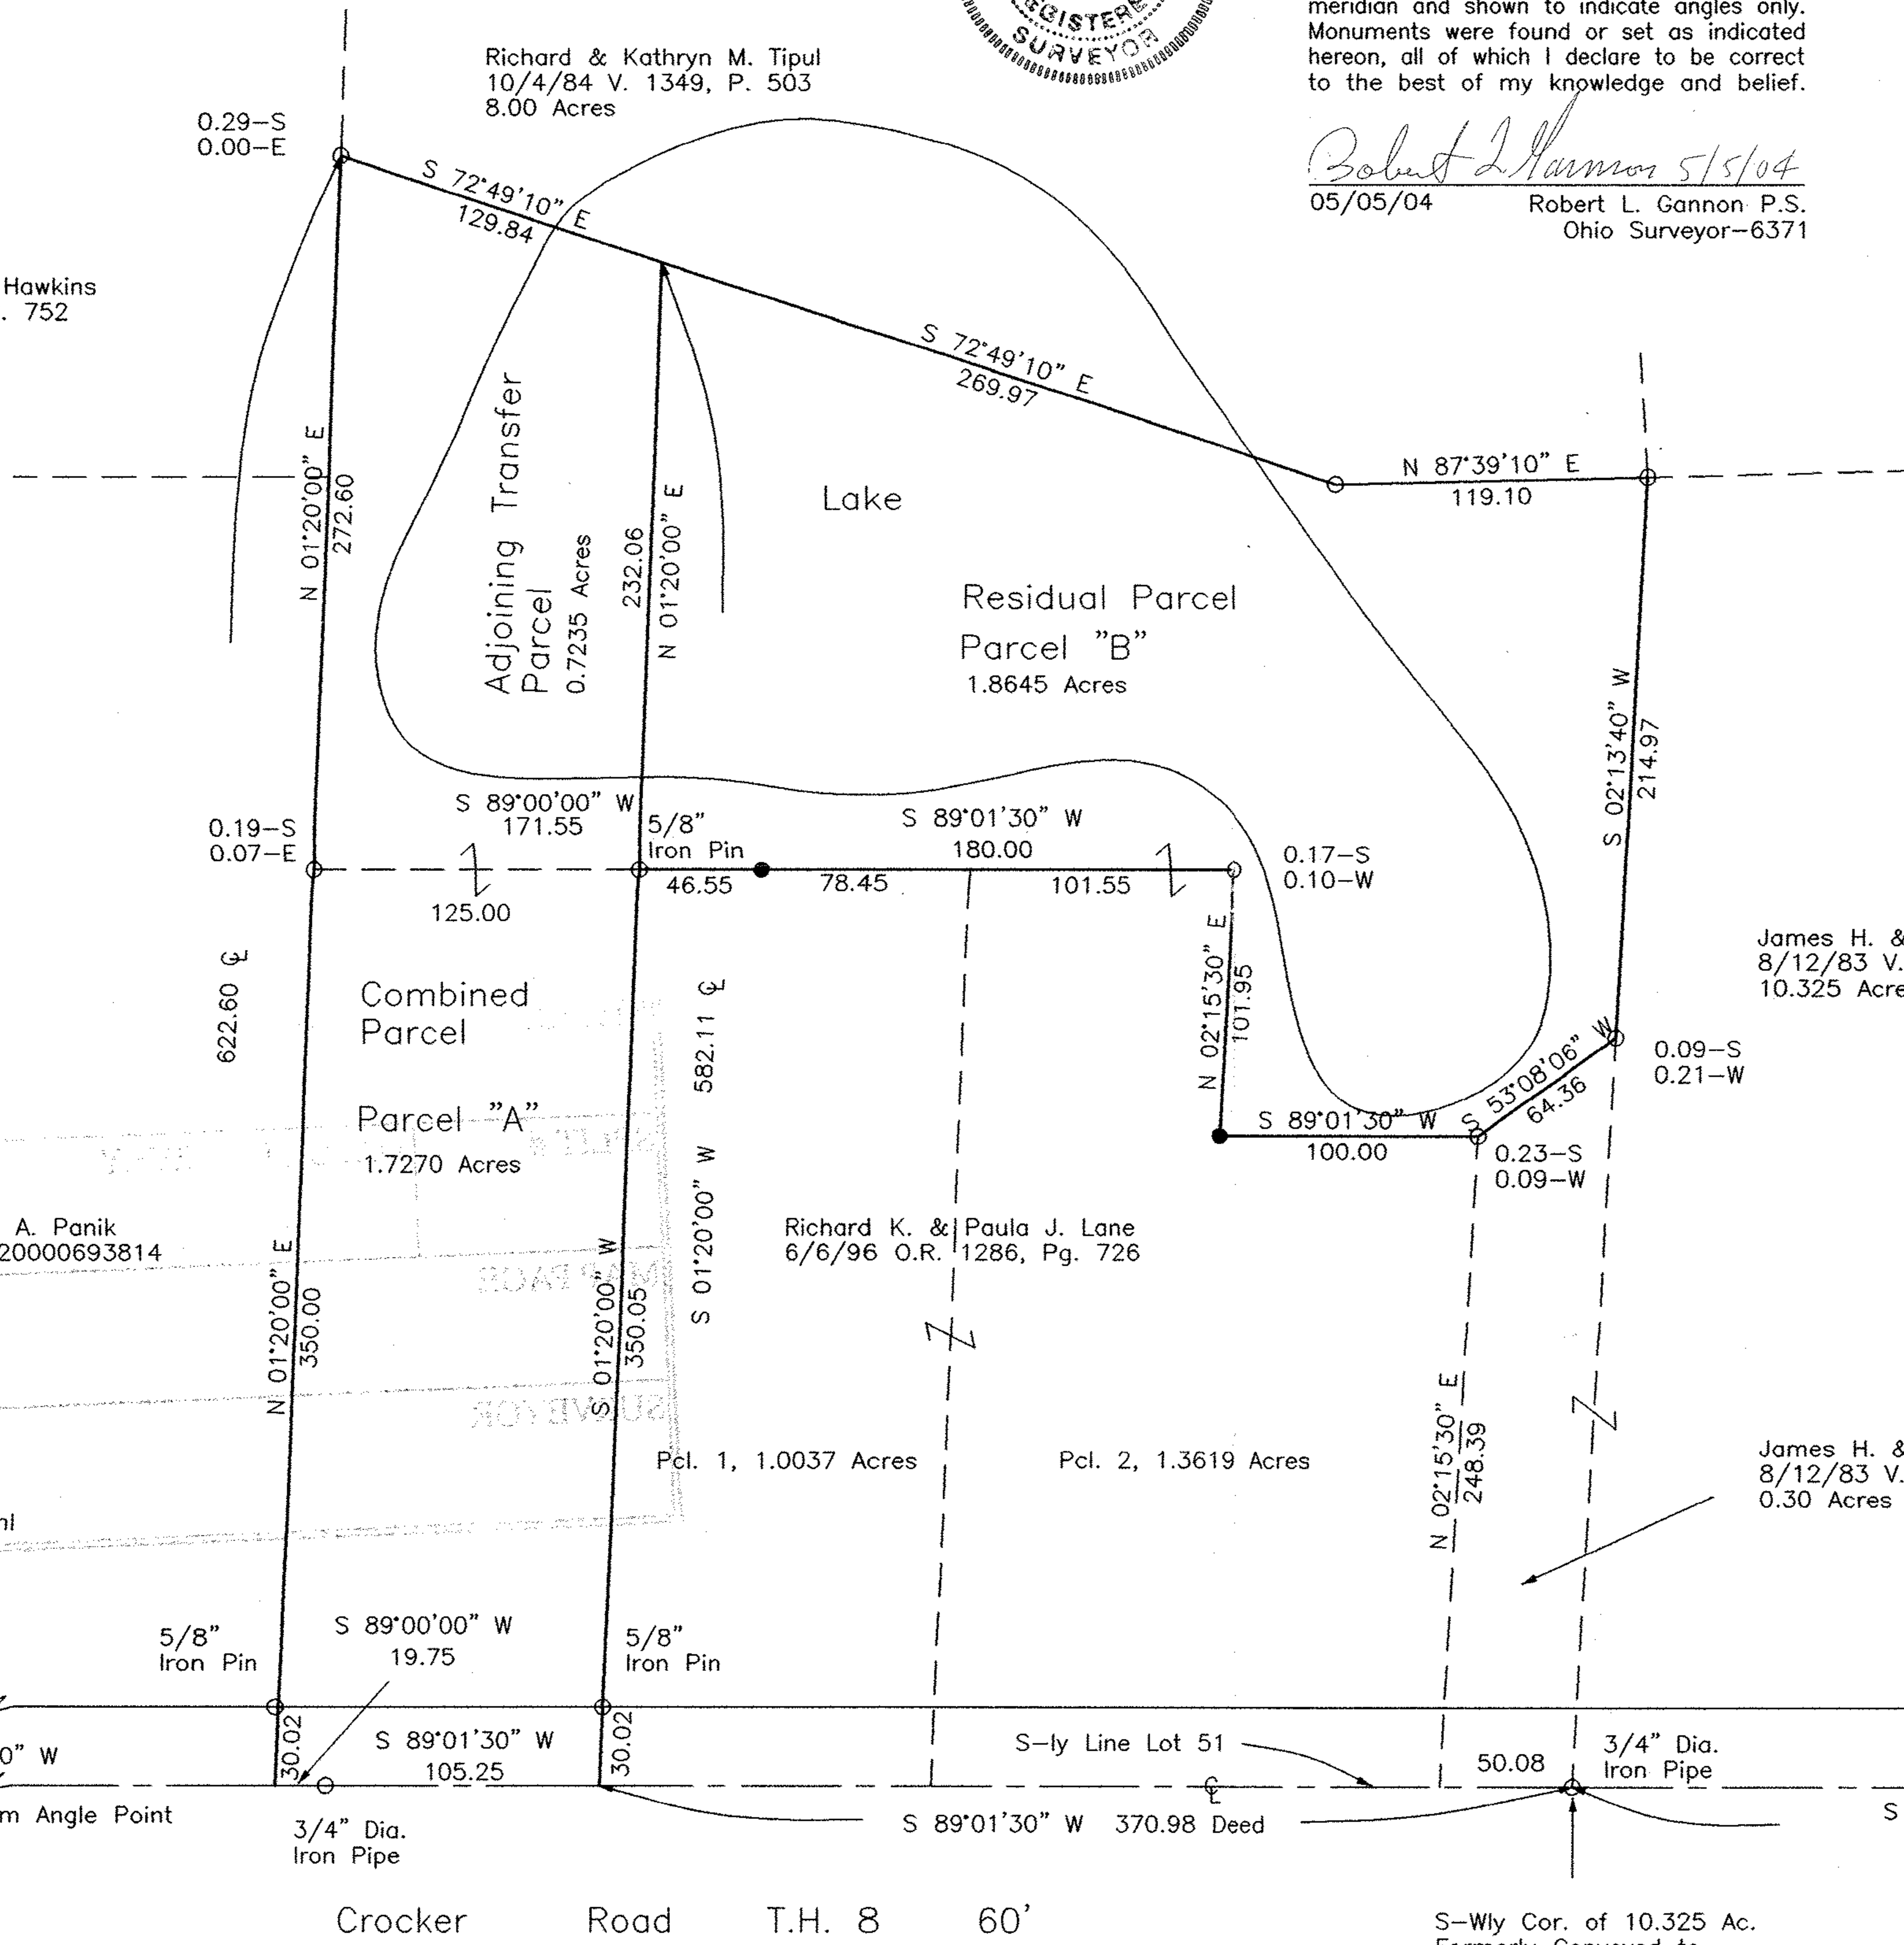 REGISTERE
SURVEYOR
meridian and shown to indicate angles only.
Monuments were found or set as indicated
hereon, all of which I declare to be correct
to the best of my knowledge and belief.
5/5/04
05/05/04 Robert L. Gannon P.S.
Ohio Surveyor-6371
Richard & Kathryn M. Tipul
10/4/84 V. 1349, P. 503
8.00 Acres
0.29-S
0.00-E
S 72°49'10" E
129.84
Hawkins
. 752
S 72°49'10" E
269.97
N 87°39'10" E
119.10
N 01°20'00" E
272.60
Adjoining Transfer
Parcel
0.7235 Acres
232.06
N 01°20'00" E
Lake
Residual Parcel
Parcel "B"
1.8645 Acres
S 02°13'40" W
214.97
S 89°00'00" W
171.55
0.19-S
0.07-E
5/8"
Iron Pin
S 89°01'30" W
180.00
0.17-S
0.10-W
46.55
78.45
101.55
125.00
622.60 ℄
Combined
Parcel
Parcel "A"
1.7270 Acres
S 01°20'00" W 582.11 ℄
N 02°15'30" E
101.95
James H. &
8/12/83 V.
10.325 Acre
S 53°08'06" W
64.36
0.09-S
0.21-W
S 89°01'30" W
100.00
0.23-S
0.09-W
A. Panik
20000693814
Richard K. & Paula J. Lane
6/6/96 O.R. 1286, Pg. 726
SPLIT #
MAP PAGE
SURVEYOR
N 01°20'00" E
350.00
S 01°20'00" W
350.05
Pcl. 1, 1.0037 Acres
Pcl. 2, 1.3619 Acres
N 02°15'30" E
248.39
James H. &
8/12/83 V.
0.30 Acres
nl
5/8"
Iron Pin
S 89°00'00" W
19.75
5/8"
Iron Pin
30.02
S 89°01'30" W
105.25
30.02
0" W
S-ly Line Lot 51
℄
50.08
3/4" Dia.
Iron Pipe
m Angle Point
3/4" Dia.
Iron Pipe
S 89°01'30" W 370.98 Deed
S
Crocker Road T.H. 8 60'
S-Wly Cor. of 10.325 Ac.
Formerly Conveyed to